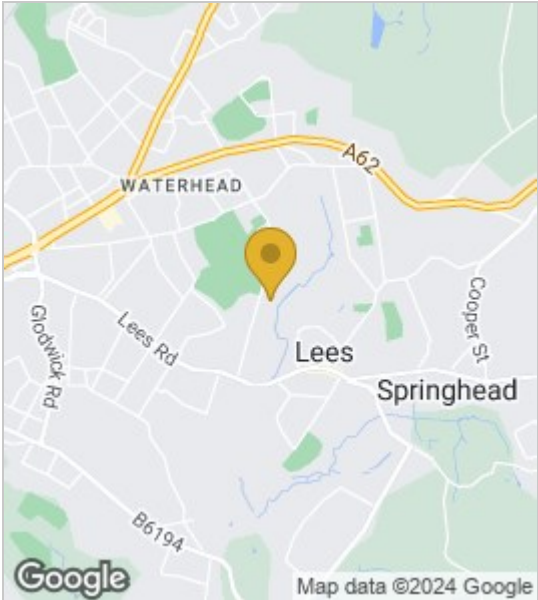 A62
WATERHEAD
Glodwick Rd
Lees Rd
Cooper St
Lees
Springhead
B6194
Google
Map data ©2024 Google